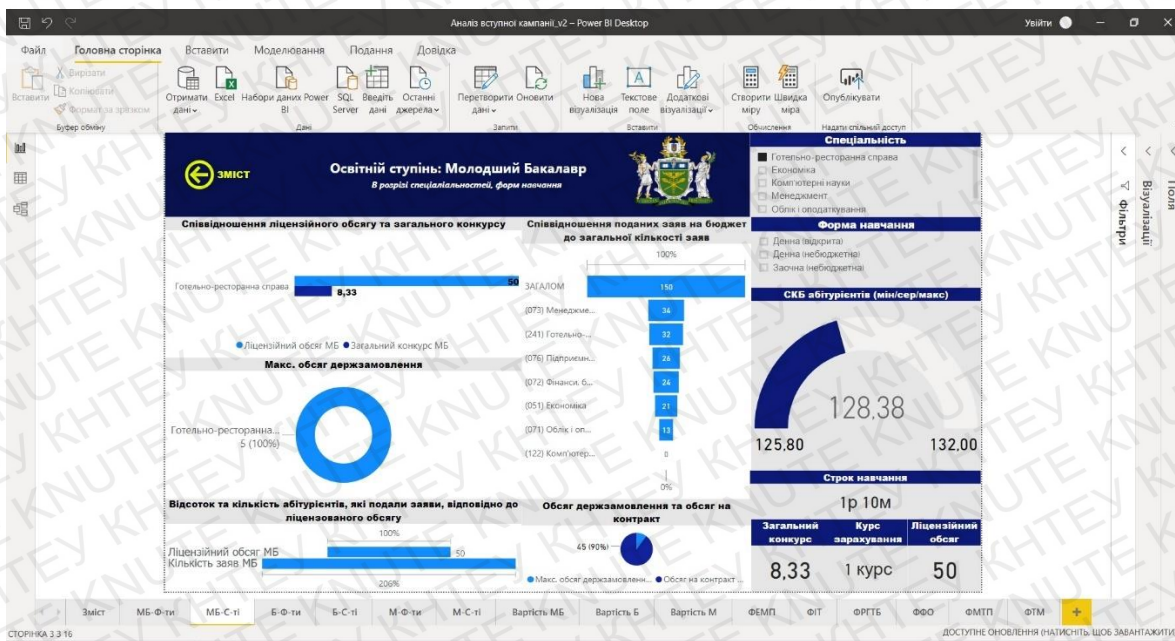 Аналіз вступної кампанії_v2 – Power BI Desktop
Увійти
Файл Головна сторінка Вставити Моделювання Подання Довідка
Вставити
Вирізати
Копіювати
Формат за зразком
Буфер обміну
Отримати дані
Excel
Набори даних Power BI
SQL Server
Введіть дані
Останні джерела
Дані
Перетворити дані
Оновити
Запити
Нова візуалізація
Текстове поле
Додаткові візуалізації
Вставити
Створити міру
Швидка міра
Обчислення
Опублікувати
Надати спільний доступ
ЗМІСТ
Освітній ступінь: Молодший Бакалавр
В розрізі спеціаліальностей, форм навчання
Спеціальність
Готельно-ресторанна справа
Економіка
Комп'ютерні науки
Менеджмент
Облік і оподаткування
Форма навчання
Денна (відкрита)
Денна (небюджетна)
Заочна (небюджетна)
СКБ абітурієнтів (мін/сер/макс)
128,38
125,80
132,00
Строк навчання
1р 10м
Загальний конкурс
Курс зарахування
Ліцензійний обсяг
8,33
1 курс
50
Співвідношення ліцензійного обсягу та загального конкурсу
Готельно-ресторанна справа
50
8,33
Ліцензійний обсяг МБ
Загальний конкурс МБ
Співвідношення поданих заяв на бюджет
до загальної кількості заяв
100%
ЗАГАЛОМ 150
(073) Менеджме... 34
(241) Готельно-... 32
(076) Підприємн... 26
(072) Фінанси, б... 24
(051) Економіка 21
(071) Облік і оп... 13
(122) Комп'ютер... 0
0%
Макс. обсяг держзамовлення
Готельно-ресторанна...
5 (100%)
Відсоток та кількість абітурієнтів, які подали заяви, відповідно до
ліцензованого обсягу
100%
Ліцензійний обсяг МБ 50
Кількість заяв МБ
206%
Обсяг держзамовлення та обсяг на
контракт
45 (90%)
Макс. обсяг держзамовленн...
Обсяг на контракт ...
Фільтри
Візуалізації
Поля
Зміст МБ-Ф-ти МБ-С-ті Б-Ф-ти Б-С-ті М-Ф-ти М-С-ті Вартість МБ Вартість Б Вартість М ФЕМП ФІТ ФРГТБ ФФО ФМТП ФТМ +
СТОРІНКА 3 З 16
ДОСТУПНЕ ОНОВЛЕННЯ (НАТИСНІТЬ, ЩОБ ЗАВАНТАЖИТИ